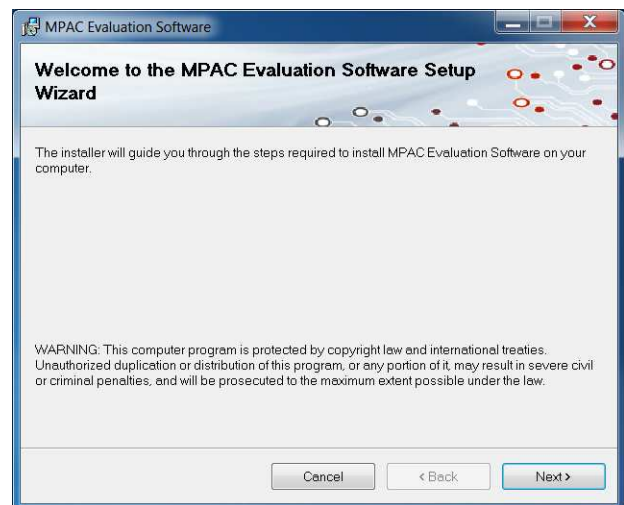 MPAC Evaluation Software
Welcome to the MPAC Evaluation Software Setup
Wizard
The installer will guide you through the steps required to install MPAC Evaluation Software on your
computer.
WARNING: This computer program is protected by copyright law and international treaties.
Unauthorized duplication or distribution of this program, or any portion of it, may result in severe civil
or criminal penalties, and will be prosecuted to the maximum extent possible under the law.
Cancel < Back Next >